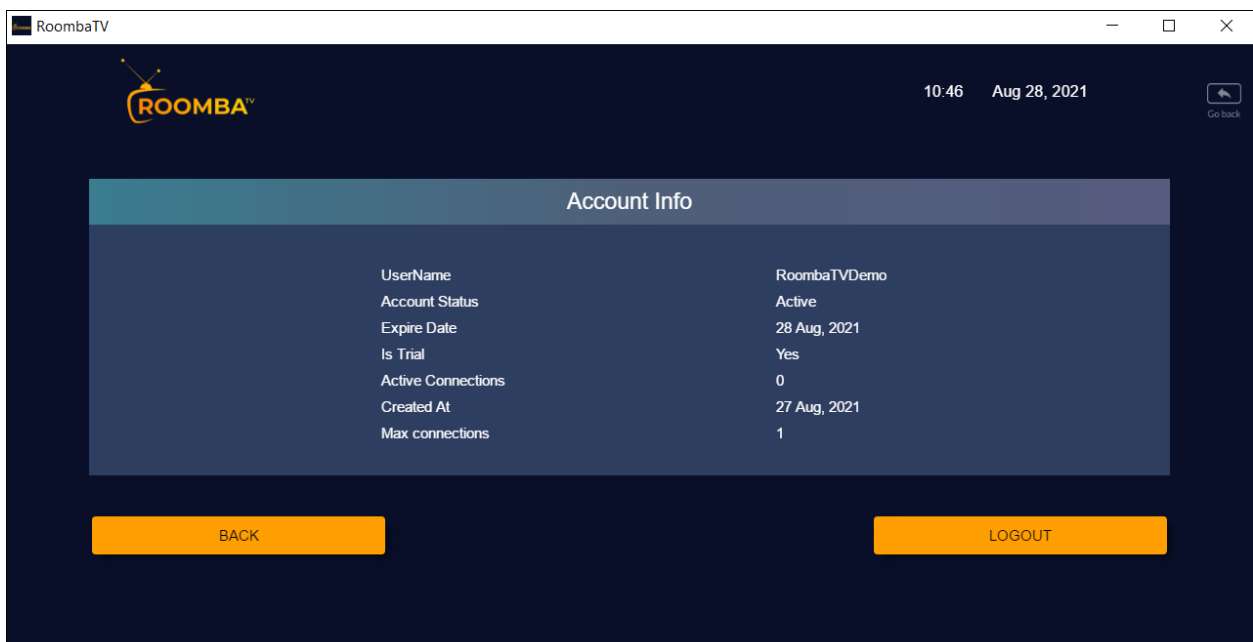 RoombaTV
ROOMBA TV
10:46 Aug 28, 2021
Go back
Account Info
UserName RoombaTVDemo
Account Status Active
Expire Date 28 Aug, 2021
Is Trial Yes
Active Connections 0
Created At 27 Aug, 2021
Max connections 1
BACK LOGOUT